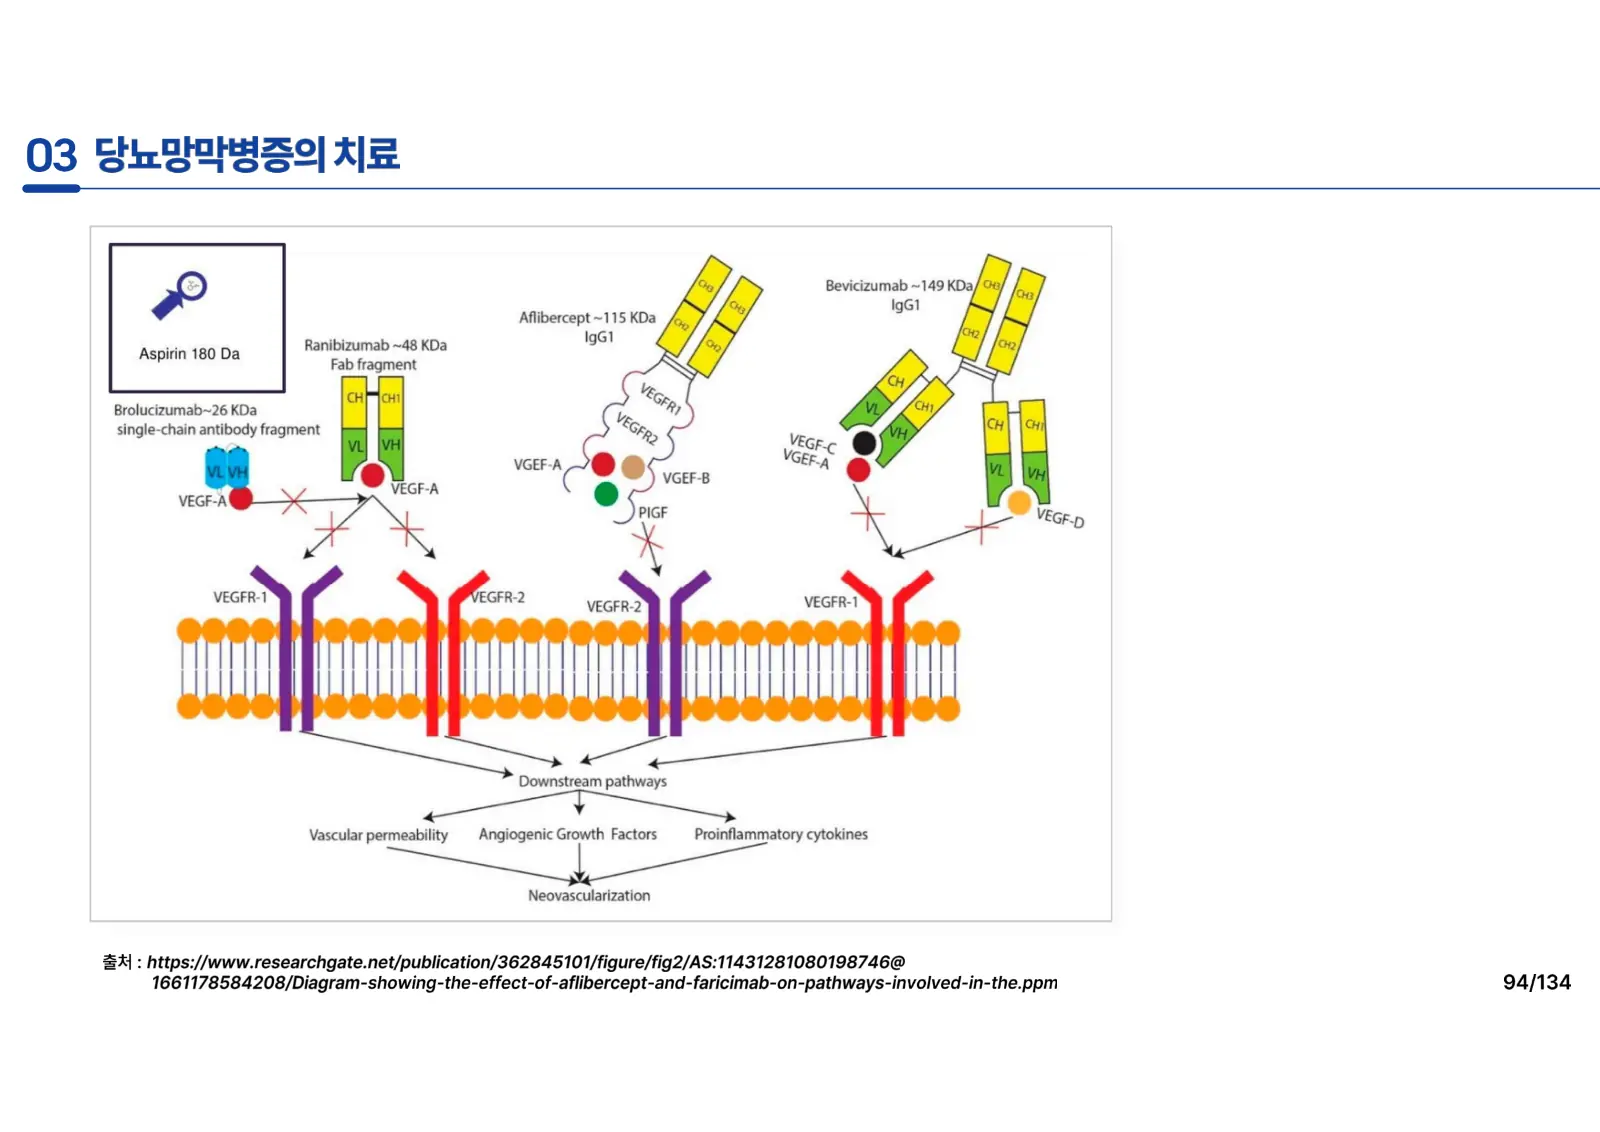 03 당뇨망막병증의 치료
Aspirin 180 Da
Brolucizumab~26 KDa
single-chain antibody fragment
VL VH
VEGF-A
Ranibizumab ~48 KDa
Fab fragment
CH CH1
VL VH
VEGF-A
Aflibercept ~115 KDa
IgG1
CH3 CH3
CH2 CH2
VEGFR1
VEGFR2
VGEF-A
VGEF-B
PIGF
Bevicizumab ~149 KDa
IgG1
CH3 CH3
CH2 CH2
CH CH1
VL VH
VEGF-C
VGEF-A
CH CH1
VL VH
VEGF-D
VEGFR-1
VEGFR-2
VEGFR-2
VEGFR-1
Downstream pathways
Vascular permeability
Angiogenic Growth Factors
Proinflammatory cytokines
Neovascularization
출처 : https://www.researchgate.net/publication/362845101/figure/fig2/AS:11431281080198746@
1661178584208/Diagram-showing-the-effect-of-aflibercept-and-faricimab-on-pathways-involved-in-the.ppm
94/134